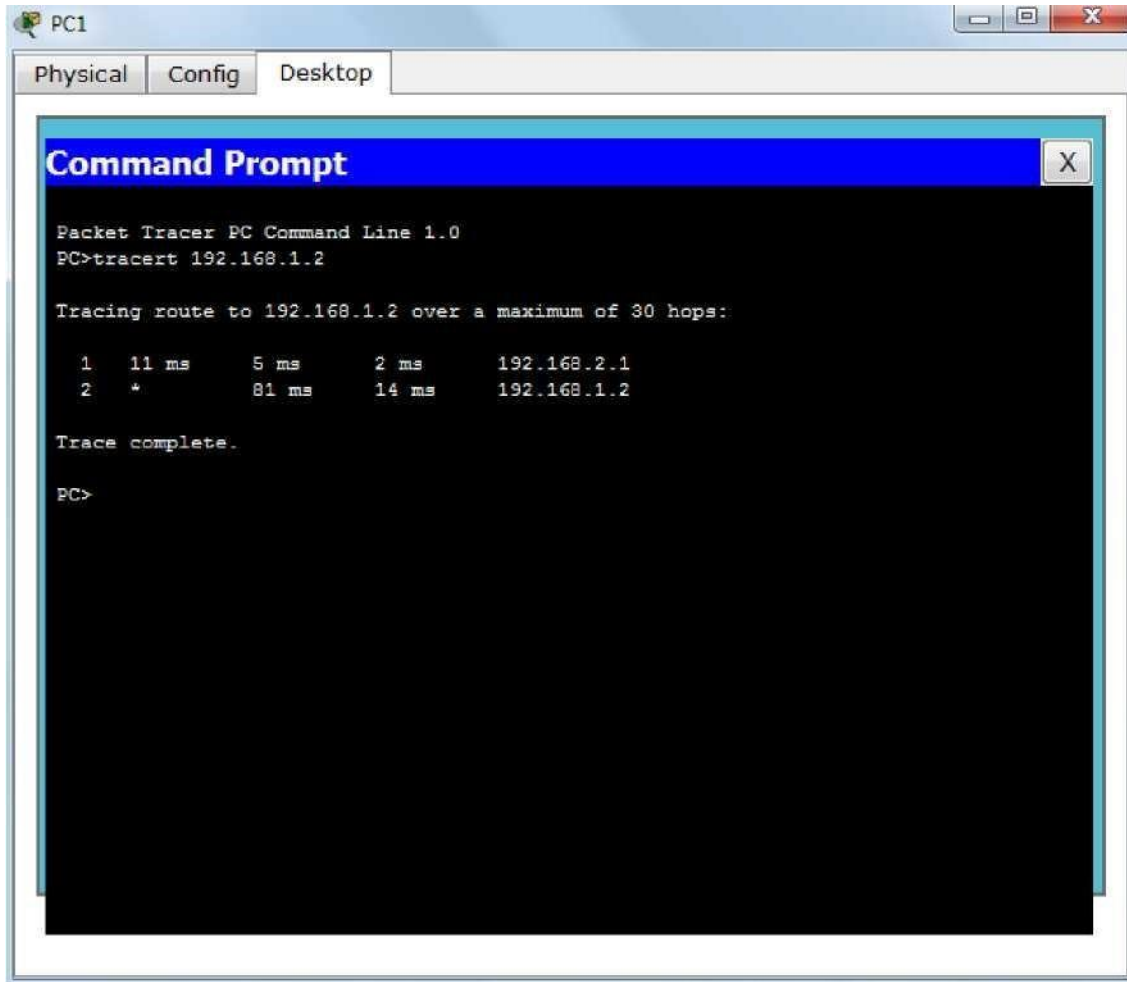 PC1
Physical Config Desktop
Command Prompt X
Packet Tracer PC Command Line 1.0
PC>tracert 192.168.1.2
Tracing route to 192.168.1.2 over a maximum of 30 hops:
1 11 ms 5 ms 2 ms 192.168.2.1
2 * 81 ms 14 ms 192.168.1.2
Trace complete.
PC>